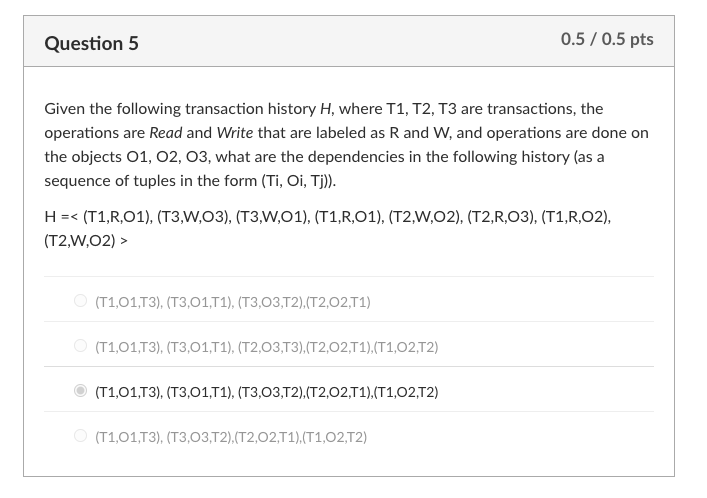 Question 5
0.5 / 0.5 pts
Given the following transaction history H, where T1, T2, T3 are transactions, the
operations are Read and Write that are labeled as R and W, and operations are done on
the objects O1, O2, O3, what are the dependencies in the following history (as a
sequence of tuples in the form (Ti, Oi, Tj)).
H =< (T1,R,O1), (T3,W,O3), (T3,W,O1), (T1,R,O1), (T2,W,O2), (T2,R,O3), (T1,R,O2),
(T2,W,O2) >
(T1,O1,T3), (T3,O1,T1), (T3,O3,T2),(T2,O2,T1)
(T1,O1,T3), (T3,O1,T1), (T2,O3,T3),(T2,O2,T1),(T1,O2,T2)
(T1,O1,T3), (T3,O1,T1), (T3,O3,T2),(T2,O2,T1),(T1,O2,T2)
(T1,O1,T3), (T3,O3,T2),(T2,O2,T1),(T1,O2,T2)